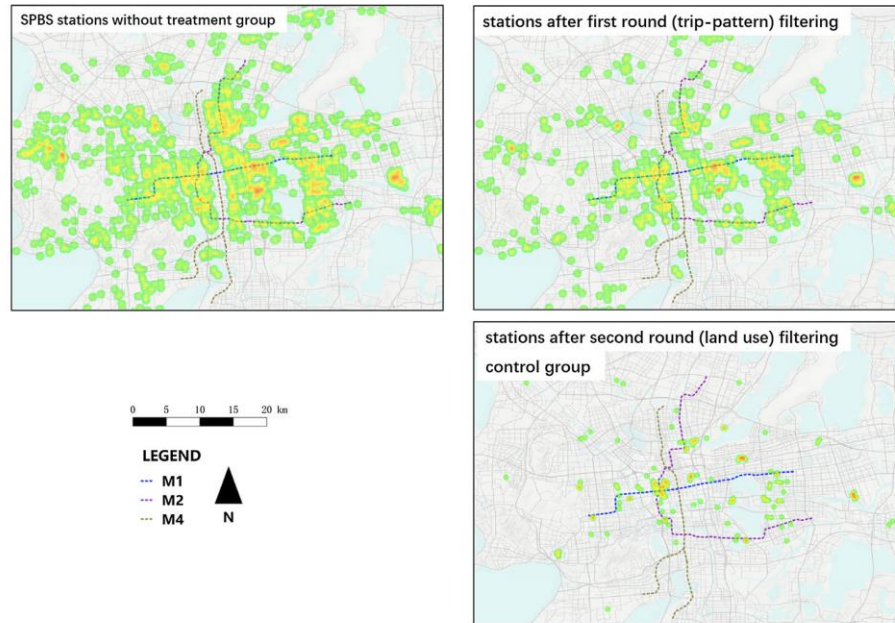 SPBS stations without treatment group
stations after first round (trip-pattern) filtering
stations after second round (land use) filtering
control group
0 5 10 15 20 km
LEGEND
M1
M2
M4
N